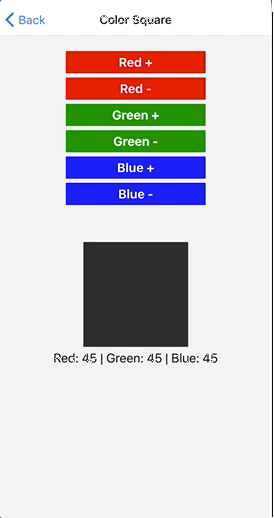 Back
Color Square
Red +
Red -
Green +
Green -
Blue +
Blue -
Red: 45 | Green: 45 | Blue: 45